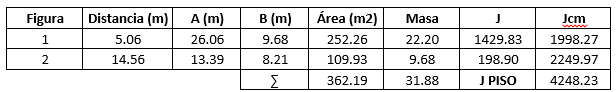 Figura Distancia (m) A (m) B (m) Área (m2) Masa J Jcm
1 5.06 26.06 9.68 252.26 22.20 1429.83 1998.27
2 14.56 13.39 8.21 109.93 9.68 198.90 2249.97
∑ 362.19 31.88 J PISO 4248.23